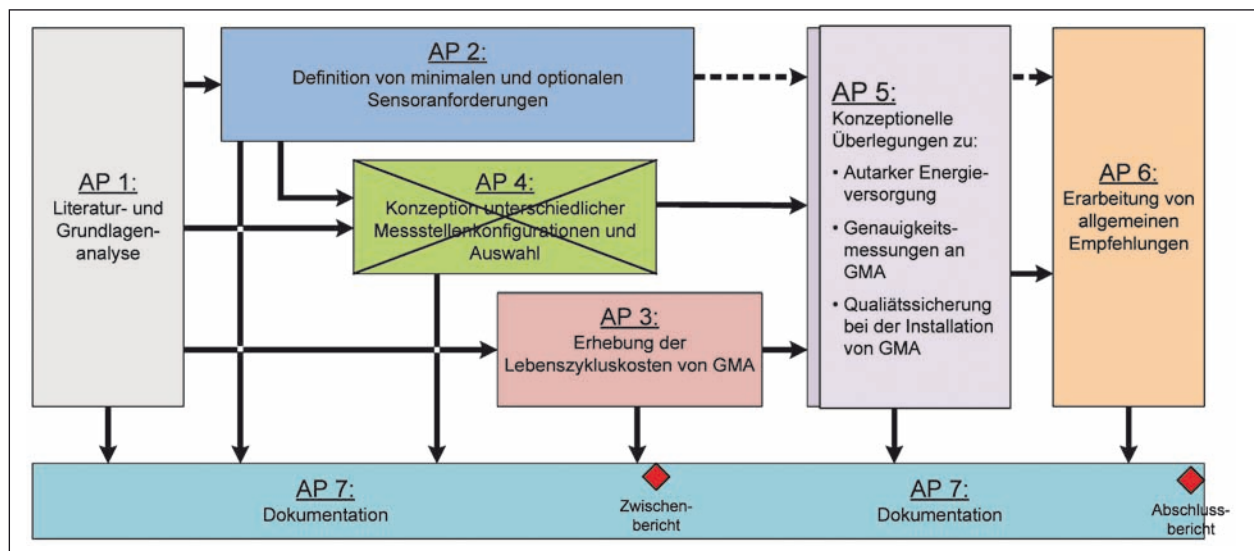 AP 1:
Literatur- und
Grundlagen-
analyse
AP 2:
Definition von minimalen und optionalen
Sensoranforderungen
AP 4:
Konzeption unterschiedlicher
Messstellenkonfigurationen und
Auswahl
AP 3:
Erhebung der
Lebenszykluskosten von GMA
AP 5:
Konzeptionelle
Überlegungen zu:
• Autarker Energie-
versorgung
• Genauigkeits-
messungen an
GMA
• Qualiätssicherung
bei der Installation
von GMA
AP 6:
Erarbeitung von
allgemeinen
Empfehlungen
AP 7:
Dokumentation
Zwischen-
bericht
AP 7:
Dokumentation
Abschluss-
bericht